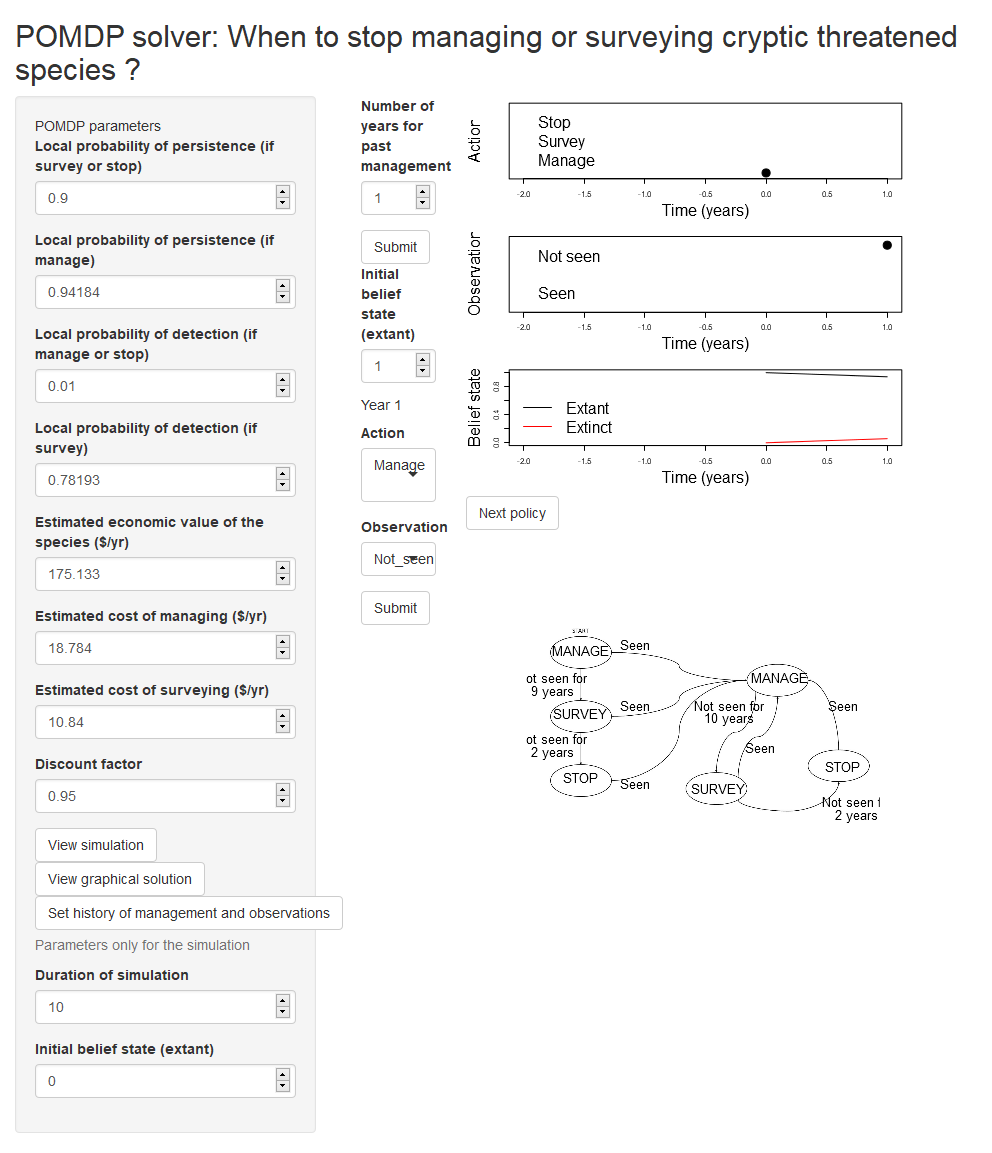 POMDP solver: When to stop managing or surveying cryptic threatened
species ?
POMDP parameters
Local probability of persistence (if
survey or stop)
0.9
Local probability of persistence (if
manage)
0.94184
Local probability of detection (if
manage or stop)
0.01
Local probability of detection (if
survey)
0.78193
Estimated economic value of the
species ($/yr)
175.133
Estimated cost of managing ($/yr)
18.784
Estimated cost of surveying ($/yr)
10.84
Discount factor
0.95
View simulation
View graphical solution
Set history of management and observations
Parameters only for the simulation
Duration of simulation
10
Initial belief state (extant)
0
Number of
years for
past
management
1
Submit
Initial
belief
state
(extant)
1
Year 1
Action
Manage
Observation
Not_seen
Submit
Action
Stop
Survey
Manage
-2.0 -1.5 -1.0 -0.5 0.0 0.5 1.0
Time (years)
Observation
Not seen
Seen
-2.0 -1.5 -1.0 -0.5 0.0 0.5 1.0
Time (years)
Belief state
0.8
0.4
0.0
Extant
Extinct
-2.0 -1.5 -1.0 -0.5 0.0 0.5 1.0
Time (years)
Next policy
START
MANAGE
Seen
ot seen for
9 years
SURVEY
Seen
ot seen for
2 years
STOP
Seen
MANAGE
Not seen for
10 years
Seen
Seen
SURVEY
STOP
Not seen f
2 years